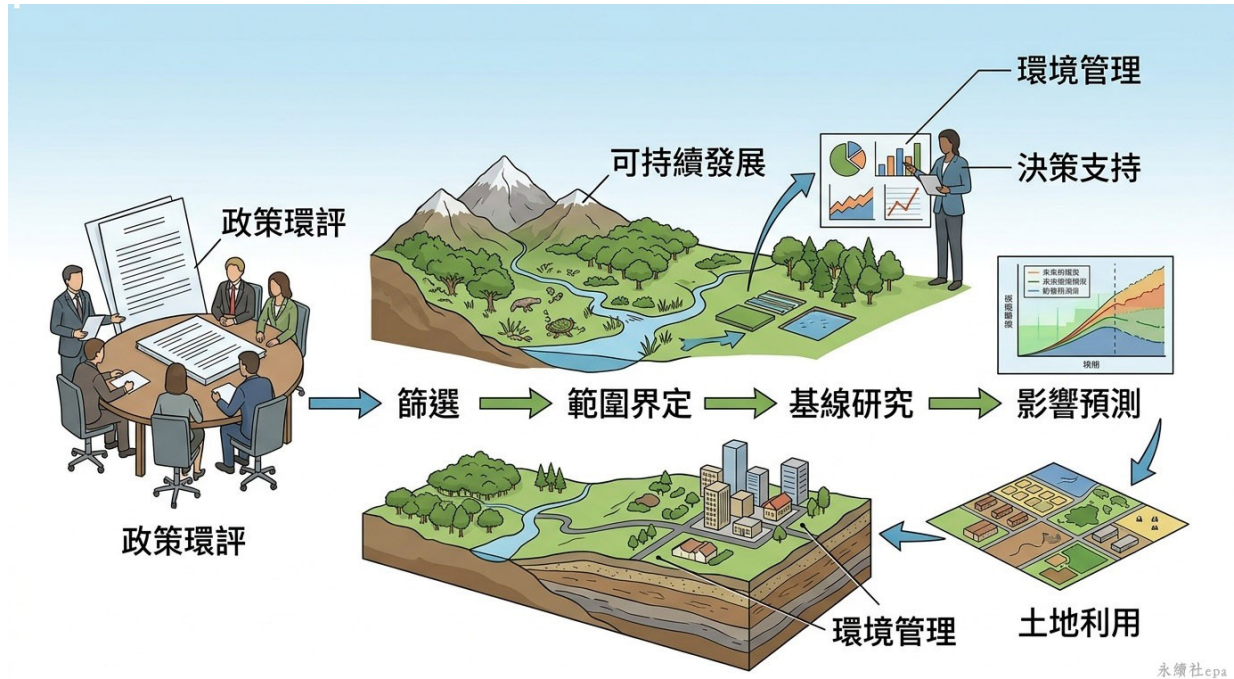 環境管理
可持續發展
決策支持
政策環評
篩選
範圍界定
基線研究
影響預測
政策環評
環境管理
土地利用
永續社epa